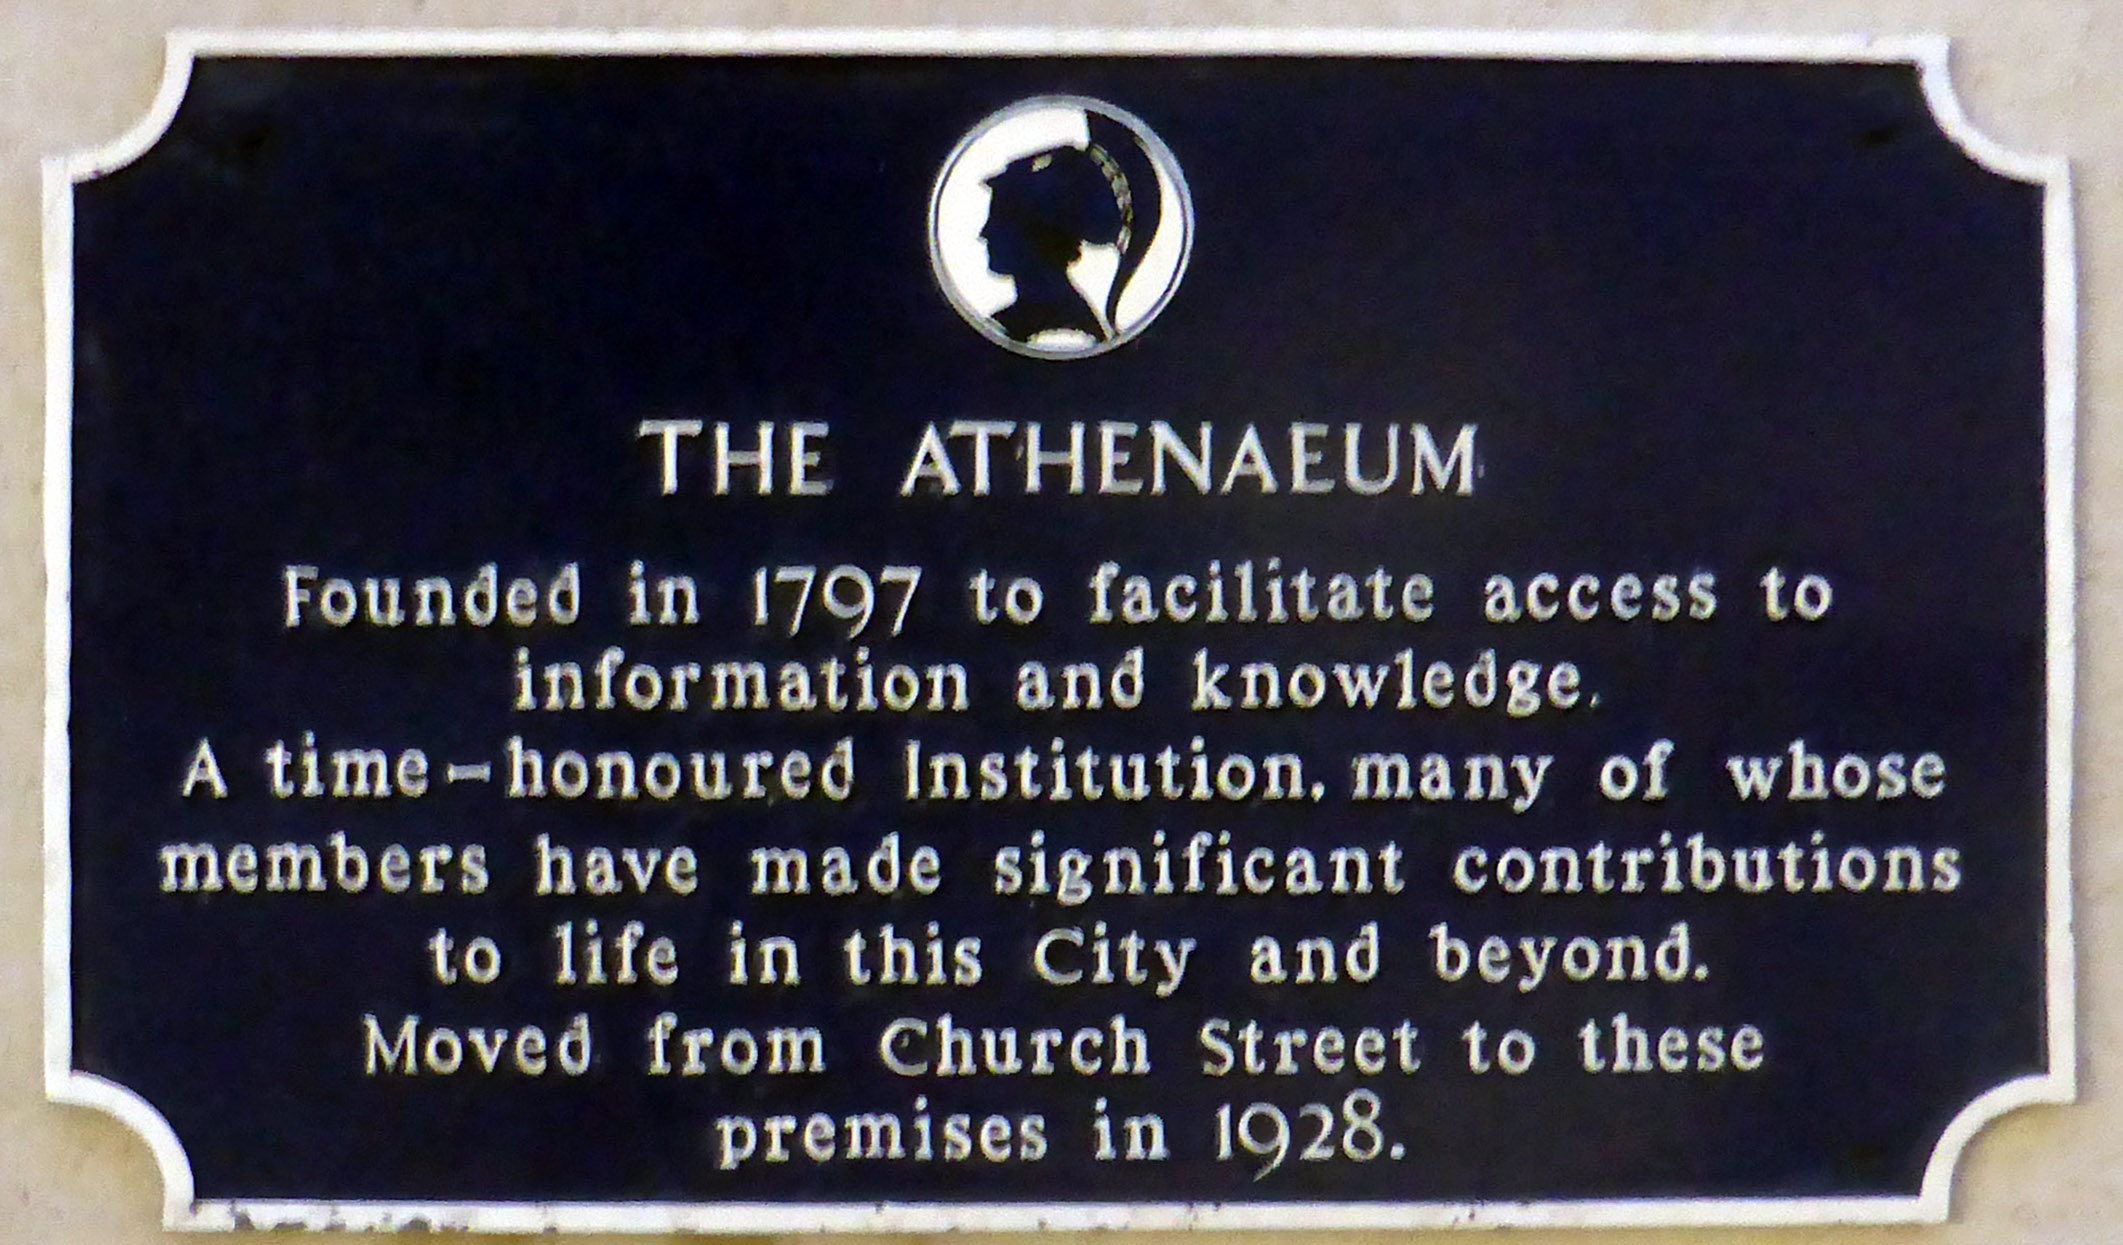 THE ATHENAEUM
Founded in 1797 to facilitate access to
information and knowledge.
A time-honoured Institution, many of whose
members have made significant contributions
to life in this City and beyond.
Moved from Church Street to these
premises in 1928.